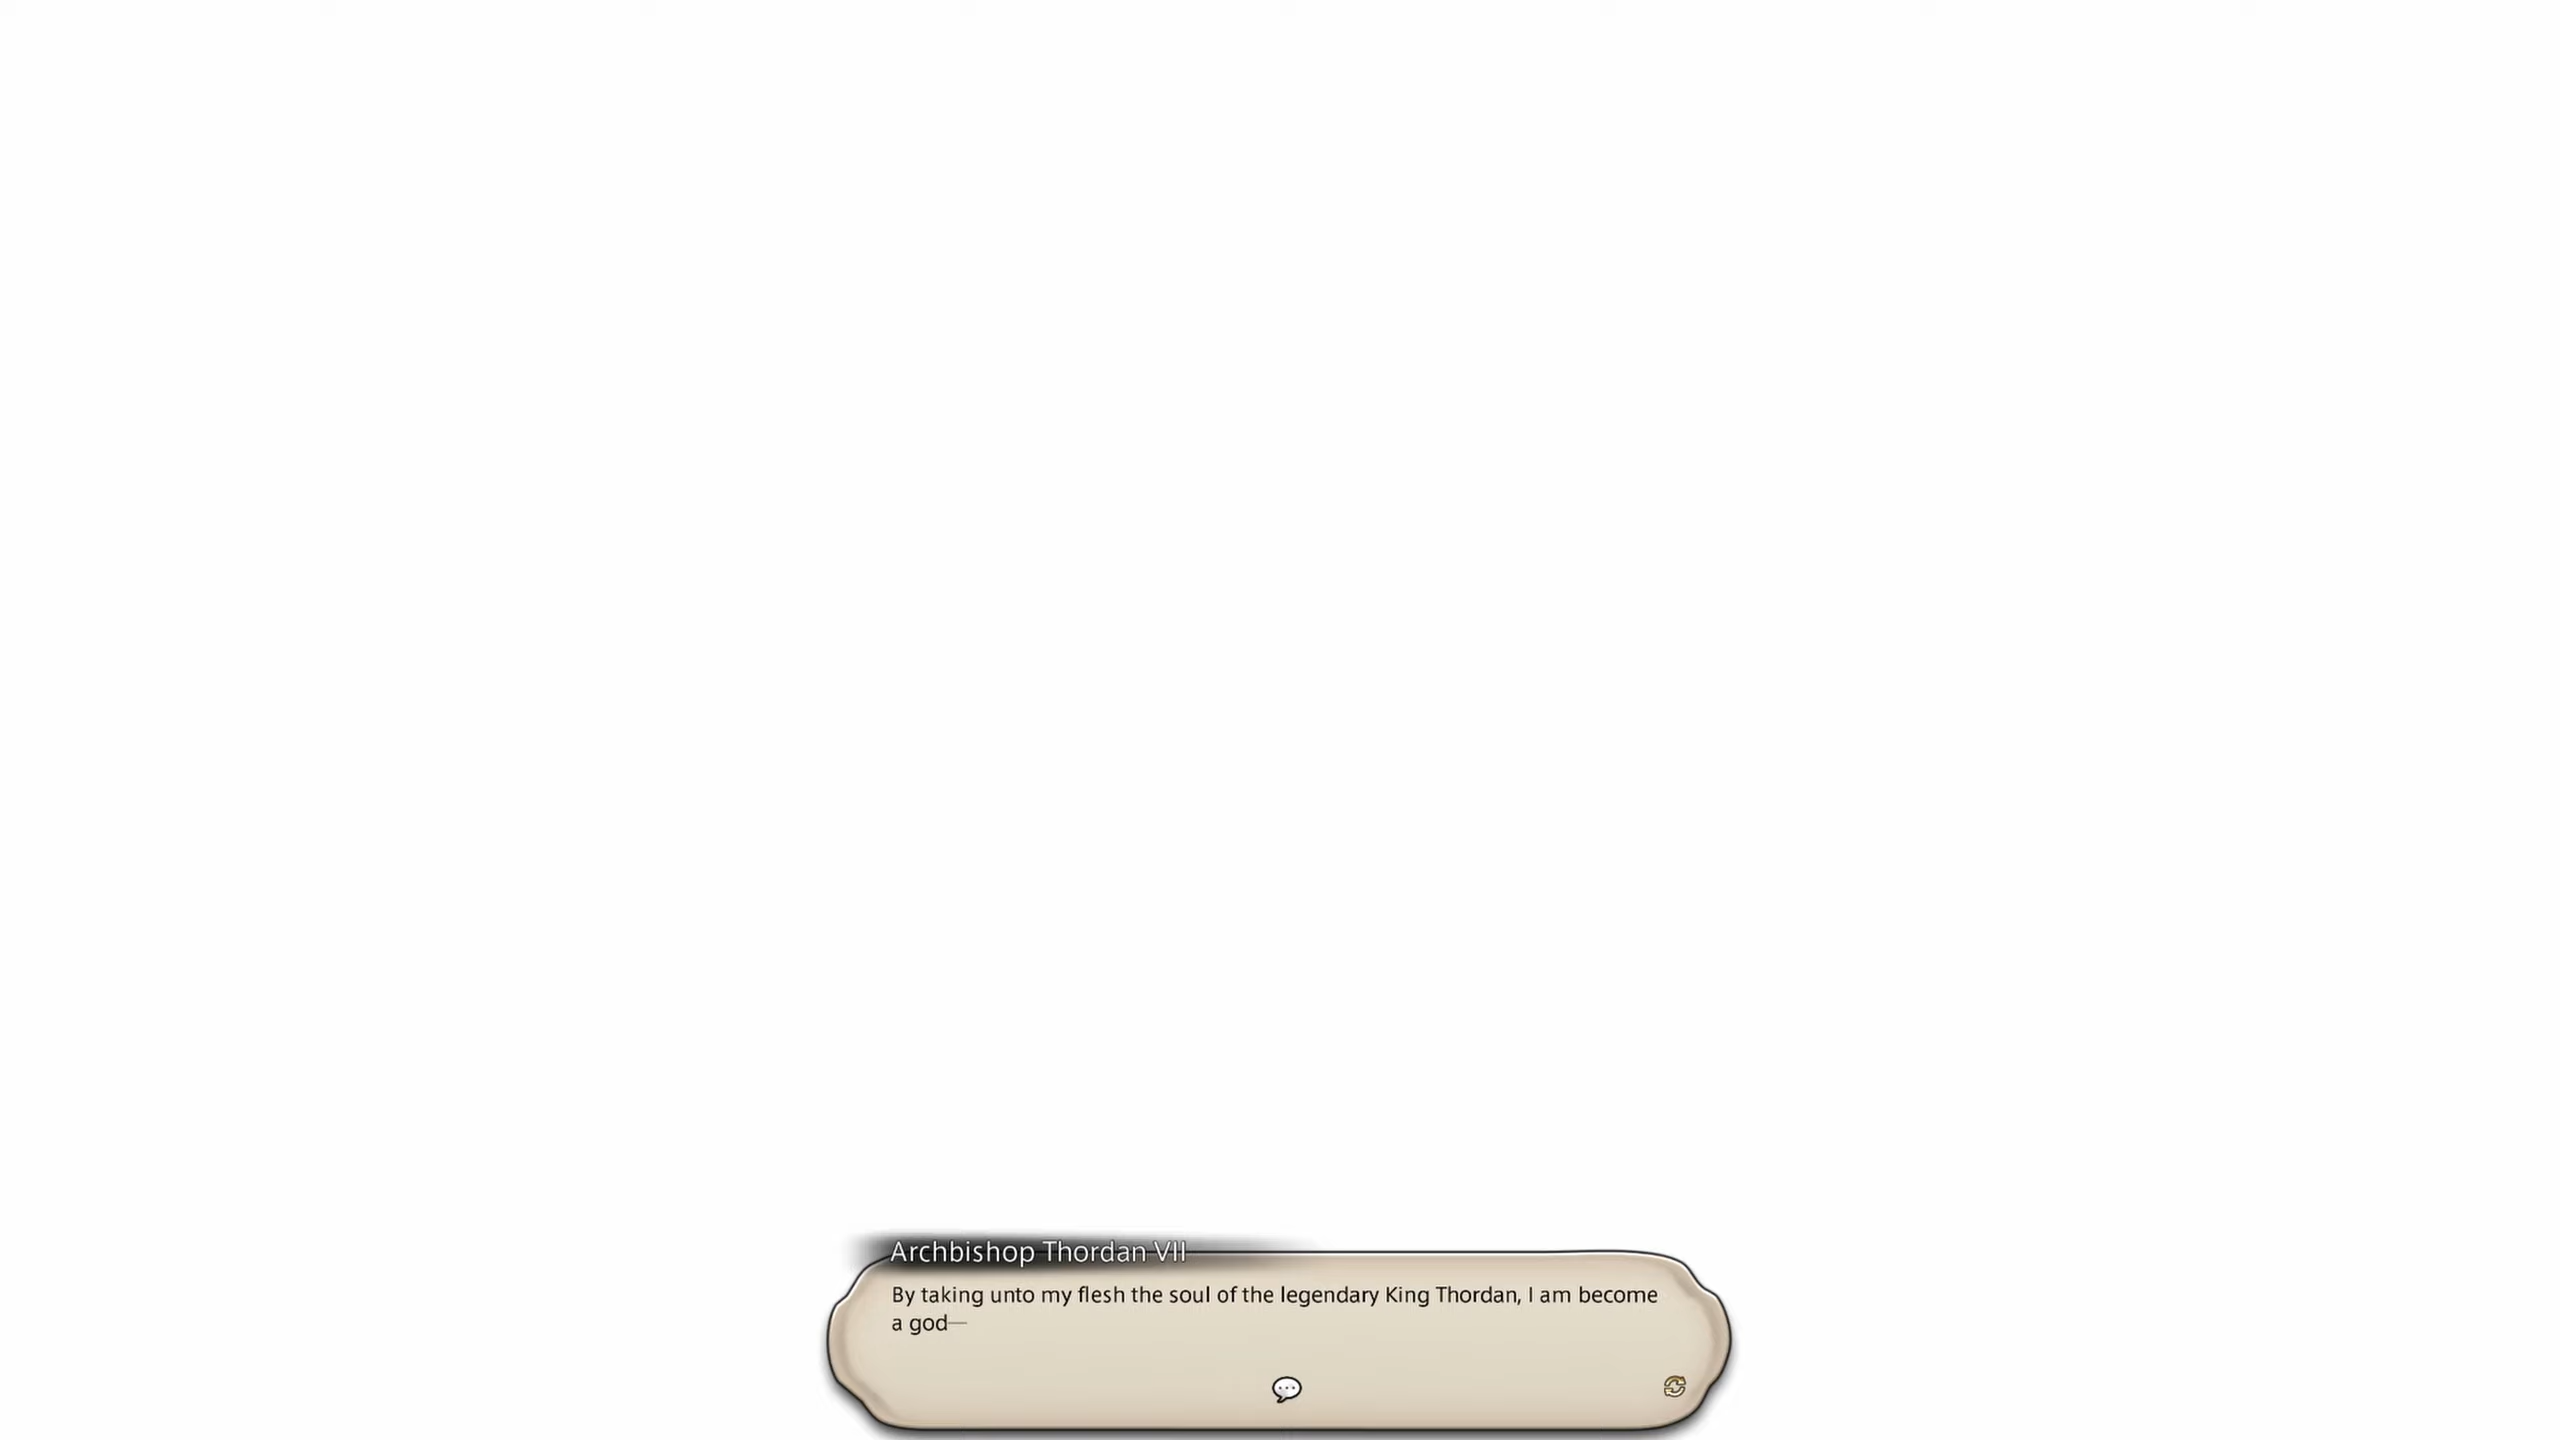 Archbishop Thordan VII
By taking unto my flesh the soul of the legendary King Thordan, I am become
a god—